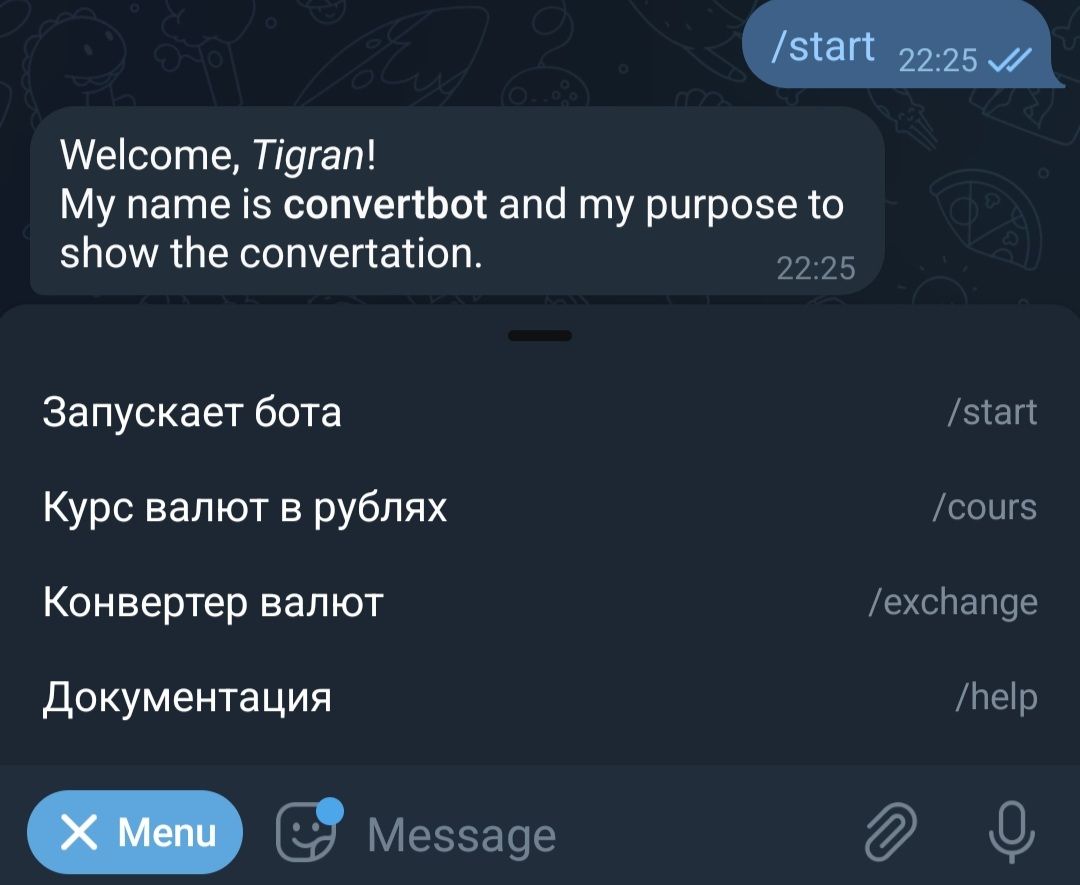 /start 22:25
Welcome, Tigran!
My name is convertbot and my purpose to
show the convertation.
22:25
Запускает бота /start
Курс валют в рублях /cours
Конвертер валют /exchange
Документация /help
Menu Message